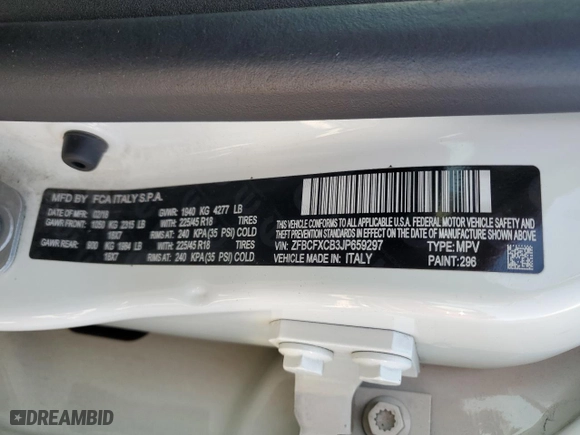 MFD BY FCA ITALY S.P.A.
DATE OF MFR 02/18 GVWR: 1940 KG 4277 LB
GAWR FRONT: 1050 KG 2315 LB 225/45 R18 TIRES
18X7 RIMS AT: 240 KPA(35 PSI) COLD
GAWR REAR: 900 KG 1984 LB 225/45 R18 TIRES
18X7 RIMS AT: 240 KPA(35 PSI) COLD
THIS VEHICLE CONFORMS TO ALL APPLICABLE U.S.A. FEDERAL MOTOR VEHICLE SAFETY,
BUMPER, AND THEFT PREVENTION STANDARDS IN EFFECT ON THE DATE OF MANUFACTURE SHOWN ABOVE.
VIN: ZFBCFXCB3JP659297 TYPE: MPV
VEHICLE MADE IN: ITALY PAINT: 296
DREAMBID